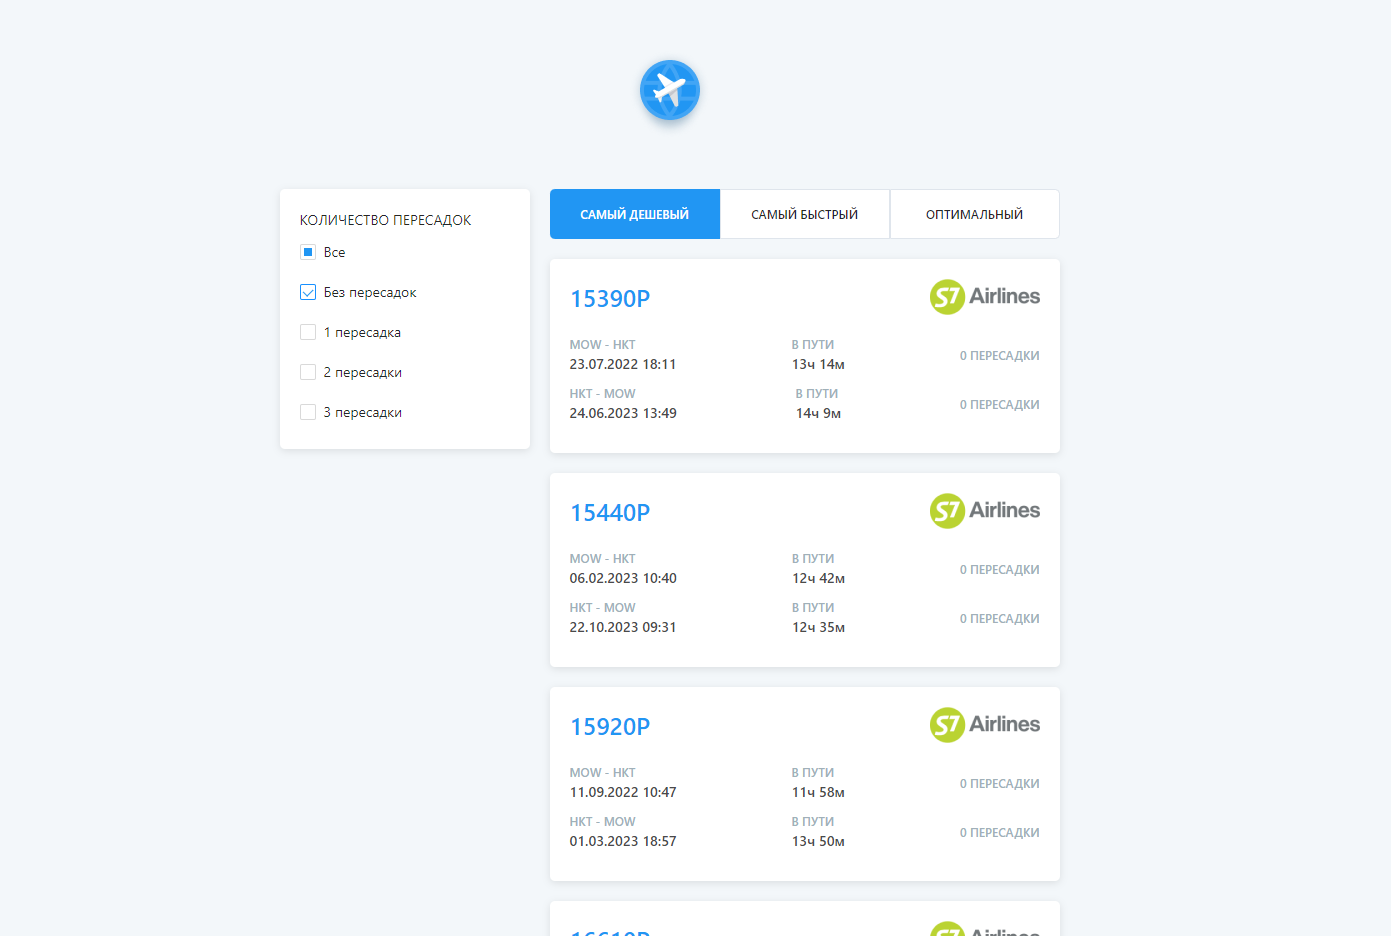 КОЛИЧЕСТВО ПЕРЕСАДОК
Все
Без пересадок
1 пересадка
2 пересадки
3 пересадки
САМЫЙ ДЕШЕВЫЙ САМЫЙ БЫСТРЫЙ ОПТИМАЛЬНЫЙ
15390Р S7 Airlines
MOW - HKT В ПУТИ 0 ПЕРЕСАДКИ
23.07.2022 18:11 13ч 14м
HKT - MOW В ПУТИ 0 ПЕРЕСАДКИ
24.06.2023 13:49 14ч 9м
15440Р S7 Airlines
MOW - HKT В ПУТИ 0 ПЕРЕСАДКИ
06.02.2023 10:40 12ч 42м
HKT - MOW В ПУТИ 0 ПЕРЕСАДКИ
22.10.2023 09:31 12ч 35м
15920Р S7 Airlines
MOW - HKT В ПУТИ 0 ПЕРЕСАДКИ
11.09.2022 10:47 11ч 58м
HKT - MOW В ПУТИ 0 ПЕРЕСАДКИ
01.03.2023 18:57 13ч 50м